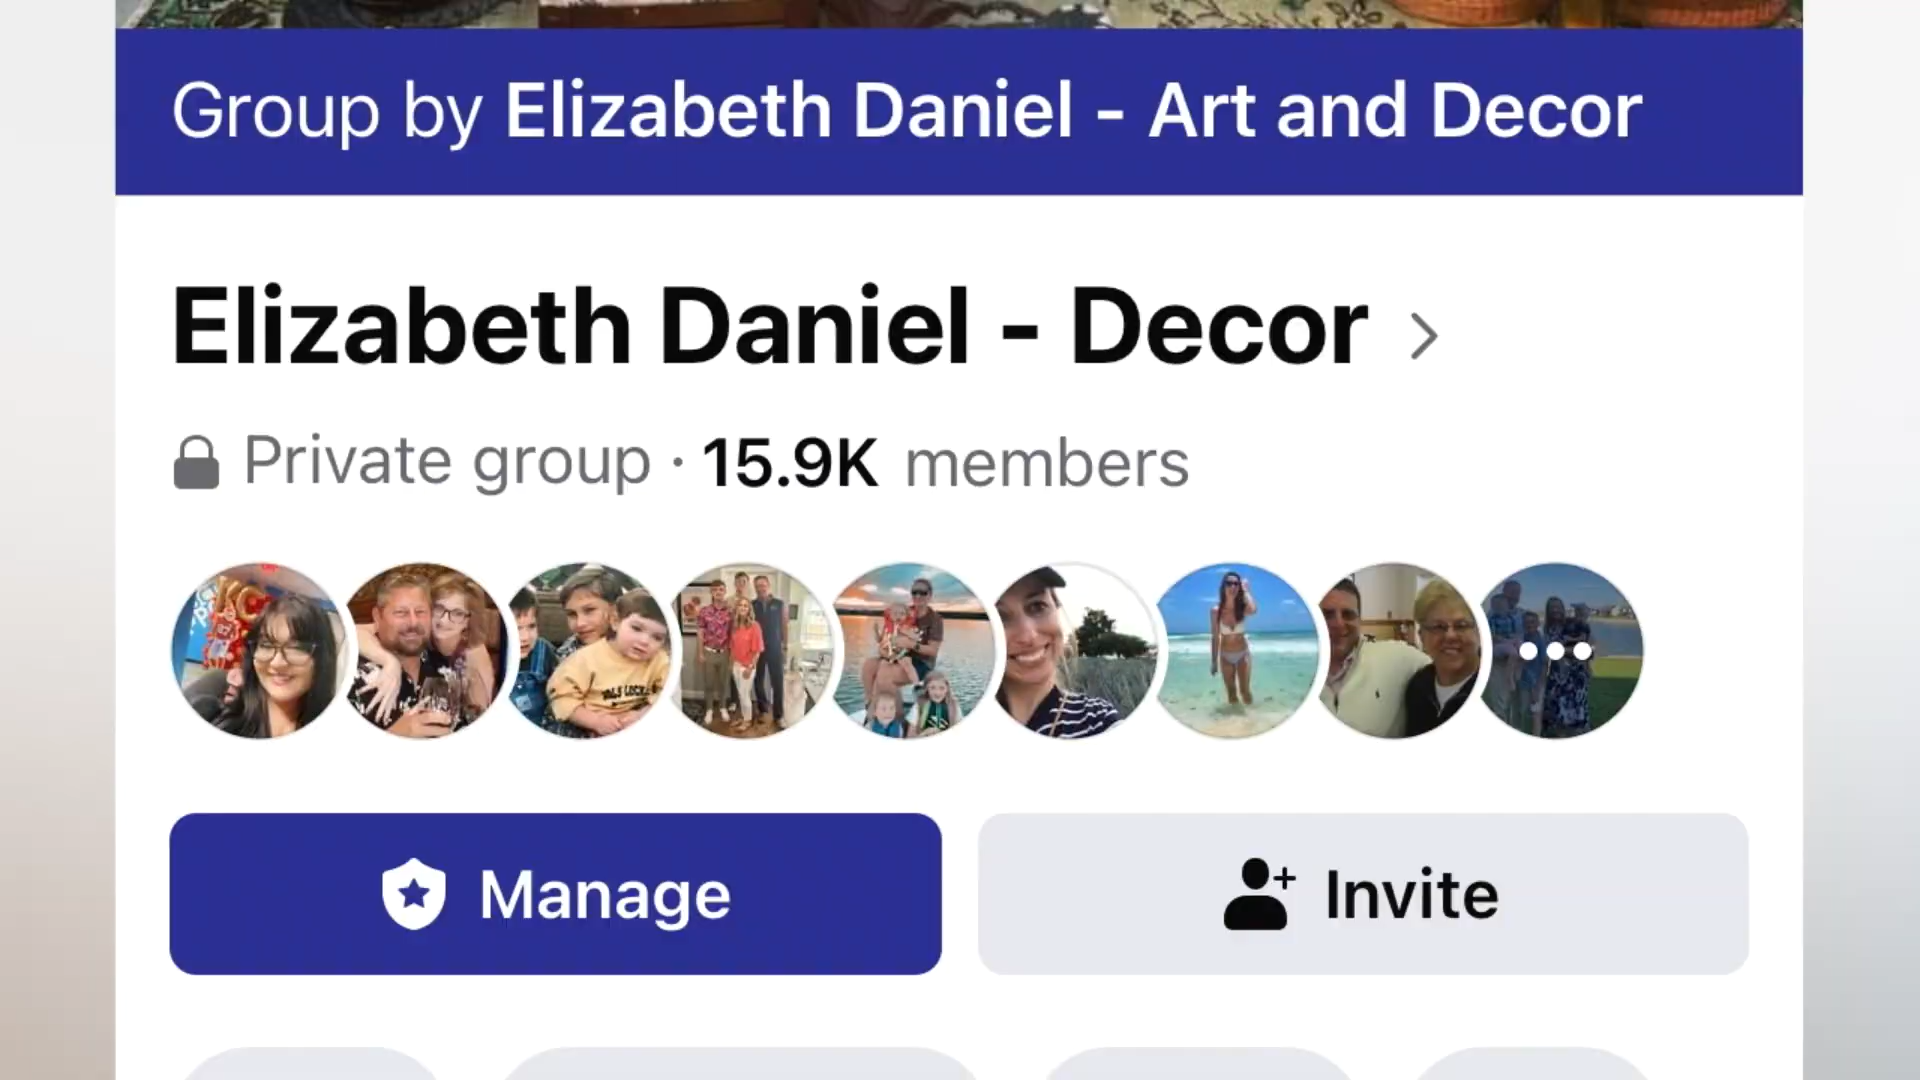 Group by Elizabeth Daniel - Art and Decor
Elizabeth Daniel - Decor
Private group · 15.9K members
Manage
Invite